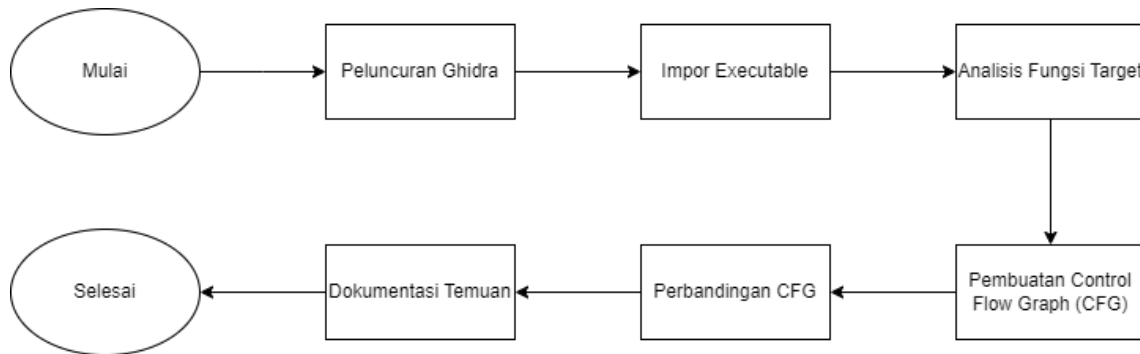 Mulai
Peluncuran Ghidra
Impor Executable
Analisis Fungsi Target
Pembuatan Control
Flow Graph (CFG)
Perbandingan CFG
Dokumentasi Temuan
Selesai